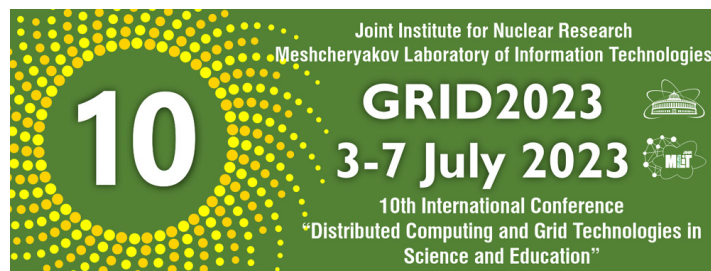 Joint Institute for Nuclear Research
Meshcheryakov Laboratory of Information Technologies
10
GRID2023
3-7 July 2023
MLIT
10th International Conference
“Distributed Computing and Grid Technologies in
Science and Education”